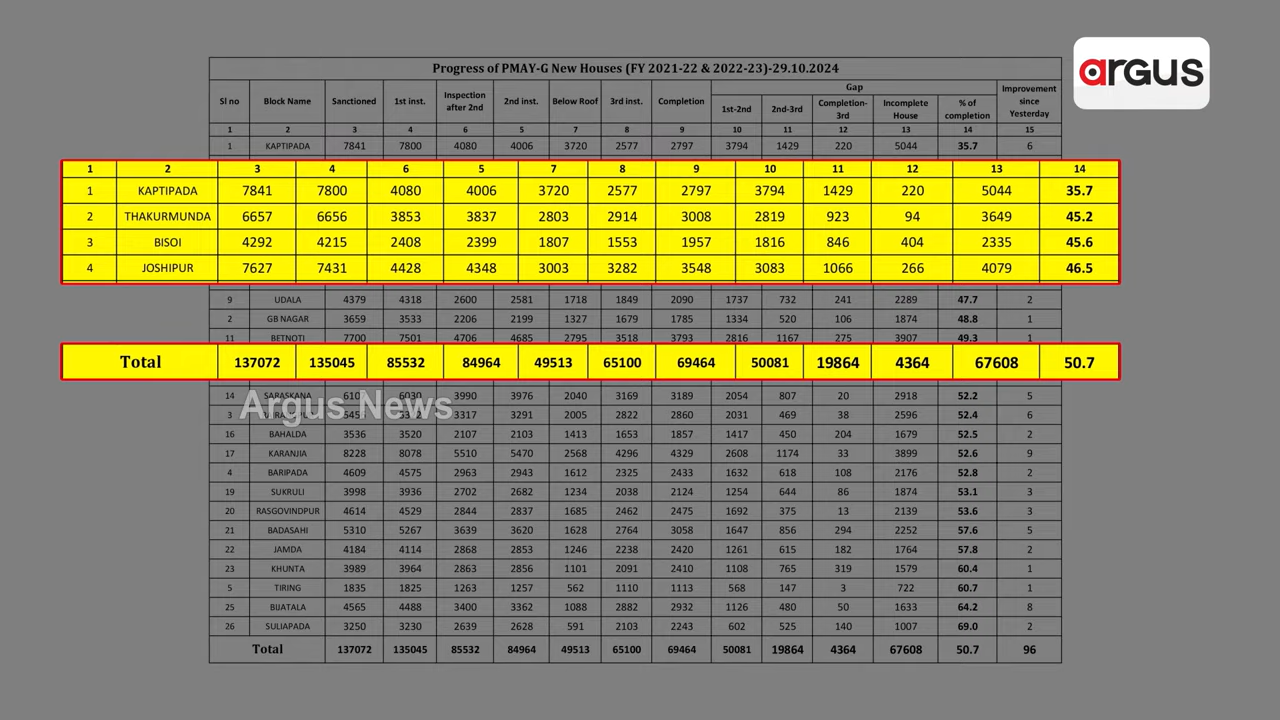 argus
Progress of PMAY-G New Houses (FY 2021-22 & 2022-23)-29.10.2024
Sl no Block Name Sanctioned 1st inst. Inspection after 2nd 2nd inst. Below Roof 3rd inst. Completion Gap Improvement since Yesterday
1st-2nd 2nd-3rd Completion-3rd Incomplete House % of completion
1 2 3 4 6 5 7 8 9 10 11 12 13 14 15
1 KAPTIPADA 7841 7800 4080 4006 3720 2577 2797 3794 1429 220 5044 35.7 6
1 2 3 4 6 5 7 8 9 10 11 12 13 14
1 KAPTIPADA 7841 7800 4080 4006 3720 2577 2797 3794 1429 220 5044 35.7
2 THAKURMUNDA 6657 6656 3853 3837 2803 2914 3008 2819 923 94 3649 45.2
3 BISOI 4292 4215 2408 2399 1807 1553 1957 1816 846 404 2335 45.6
4 JOSHIPUR 7627 7431 4428 4348 3003 3282 3548 3083 1066 266 4079 46.5
9 UDALA 4379 4318 2600 2581 1718 1849 2090 1737 732 241 2289 47.7 2
2 GB NAGAR 3659 3533 2206 2199 1327 1679 1785 1334 520 106 1874 48.8 1
11 BETNOTI 7700 7501 4706 4685 2795 3518 3793 2816 1167 275 3907 49.3 1
Total 137072 135045 85532 84964 49513 65100 69464 50081 19864 4364 67608 50.7
14 SARASKANA 6030 3990 3976 2040 3169 3189 2054 807 20 2918 52.2 5
Argus News
3 3317 3291 2005 2822 2860 2031 469 38 2596 52.4 6
16 BAHALDA 3536 3520 2107 2103 1413 1653 1857 1417 450 204 1679 52.5 2
17 KARANJIA 8228 8078 5510 5470 2568 4296 4329 2608 1174 33 3899 52.6 9
4 BARIPADA 4609 4575 2963 2943 1612 2325 2433 1632 618 108 2176 52.8 2
19 SUKRULI 3998 3936 2702 2682 1234 2038 2124 1254 644 86 1874 53.1 3
20 RASGOVINDPUR 4614 4529 2844 2837 1685 2462 2475 1692 375 13 2139 53.6 3
21 BADASAHI 5310 5267 3639 3620 1628 2764 3058 1647 856 294 2252 57.6 5
22 JAMDA 4184 4114 2868 2853 1246 2238 2420 1261 615 182 1764 57.8 2
23 KHUNTA 3989 3964 2863 2856 1101 2091 2410 1108 765 319 1579 60.4 1
5 TIRING 1835 1825 1263 1257 562 1110 1113 568 147 3 722 60.7 1
25 BIJATALA 4565 4488 3400 3362 1088 2882 2932 1126 480 50 1633 64.2 8
26 SULIAPADA 3250 3230 2639 2628 591 2103 2243 602 525 140 1007 69.0 2
Total 137072 135045 85532 84964 49513 65100 69464 50081 19864 4364 67608 50.7 96